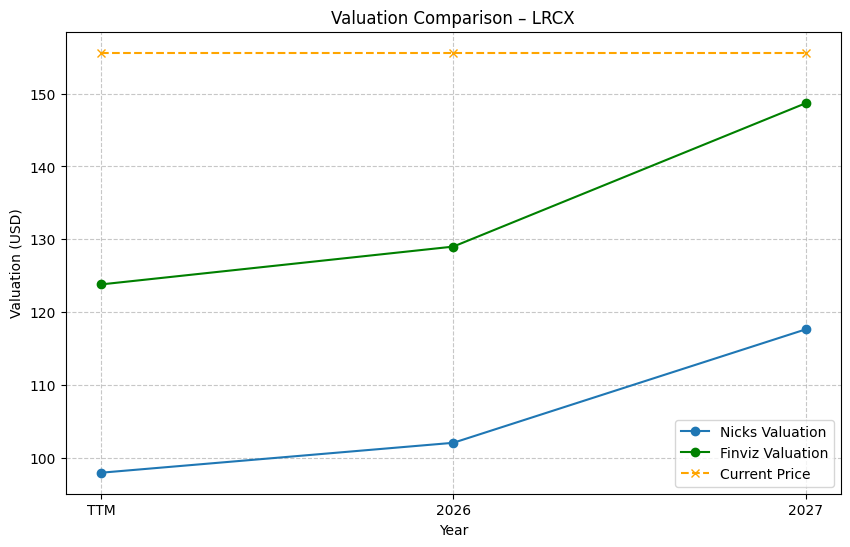 Valuation Comparison – LRCX
Valuation (USD)
150
140
130
120
110
100
TTM
2026
2027
Year
Nicks Valuation
Finviz Valuation
Current Price